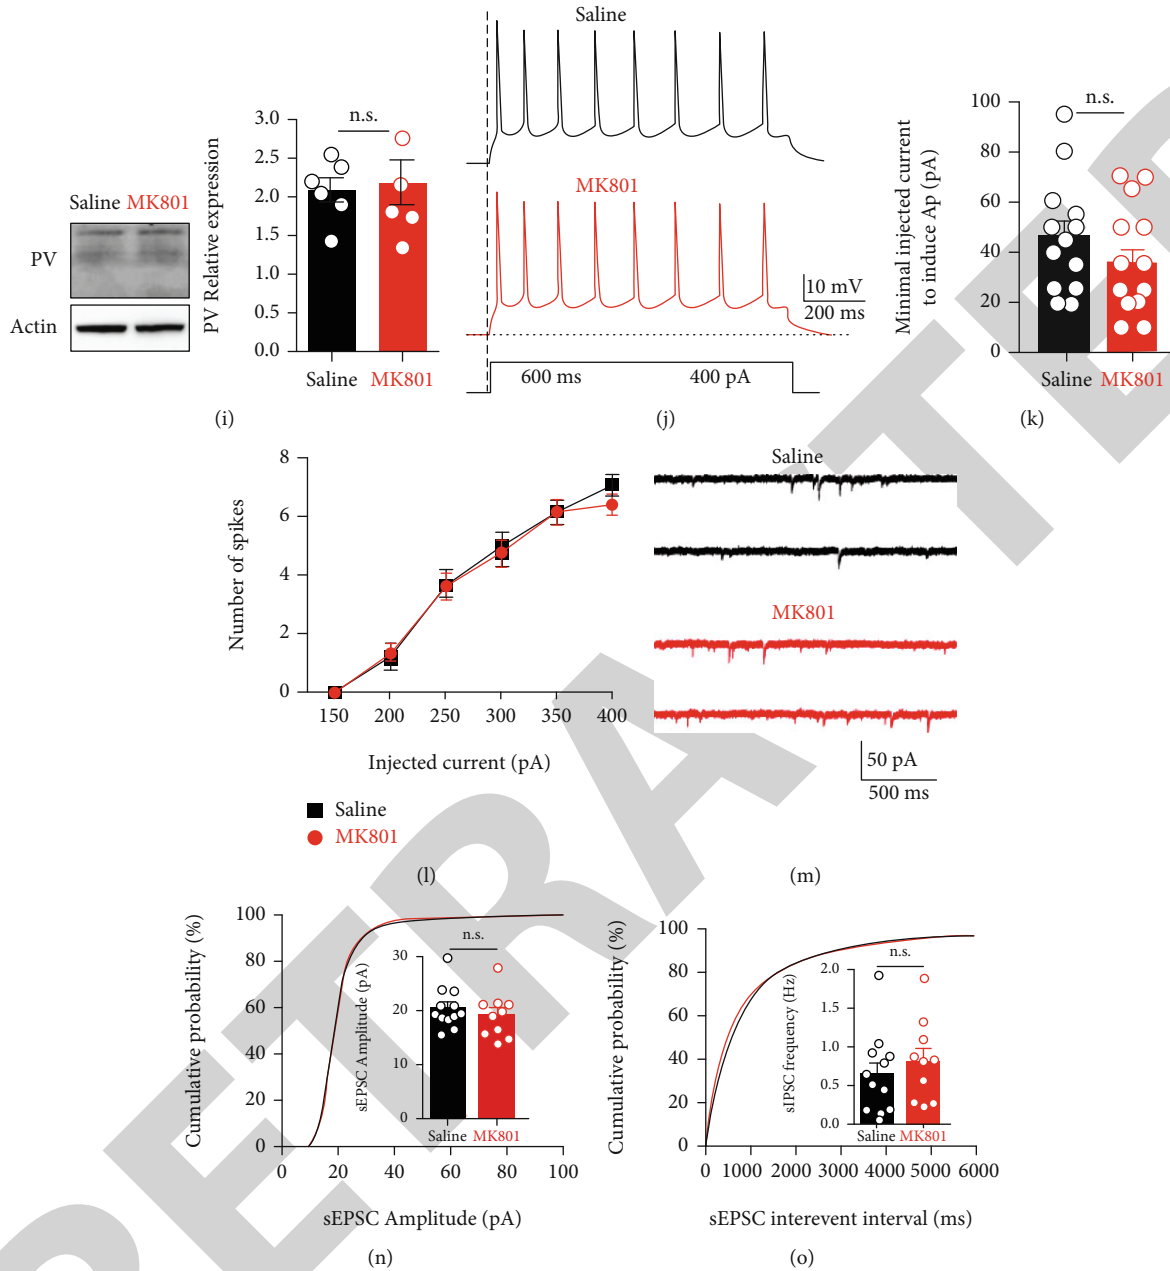 Saline MK801
PV
Actin
PV Relative expression
3.0
2.5
2.0
1.5
1.0
0.5
0.0
n.s.
Saline
MK801
(i)
Saline
MK801
10 mV
200 ms
600 ms
400 pA
(j)
Minimal injected current
to induce Ap (pA)
100
80
60
40
20
0
n.s.
Saline
MK801
(k)
Number of spikes
8
6
4
2
0
150
200
250
300
350
400
Injected current (pA)
Saline
MK801
(l)
Saline
MK801
50 pA
500 ms
(m)
Cumulative probability (%)
100
80
60
40
20
0
0
20
40
60
80
100
sEPSC Amplitude (pA)
sEPSC Amplitude (pA)
30
20
10
0
n.s.
Saline
MK801
(n)
Cumulative probability (%)
100
80
60
40
20
0
0
1000
2000
3000
4000
5000
6000
sEPSC interevent interval (ms)
sIPSC frequency (Hz)
2.0
1.5
1.0
0.5
0.0
n.s.
Saline
MK801
(o)